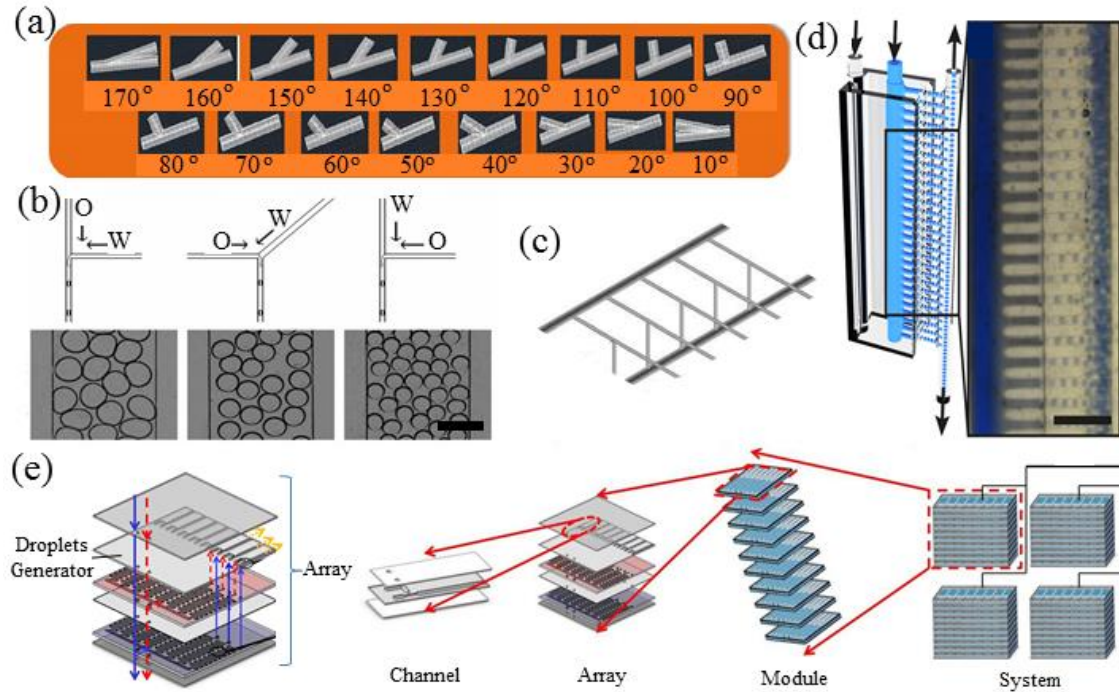 (a)
170° 160° 150° 140° 130° 120° 110° 100° 90°
80° 70° 60° 50° 40° 30° 20° 10°
(b)
O
W
O
W
W
O
(c)
(d)
(e)
Droplets
Generator
Array
Channel
Array
Module
System